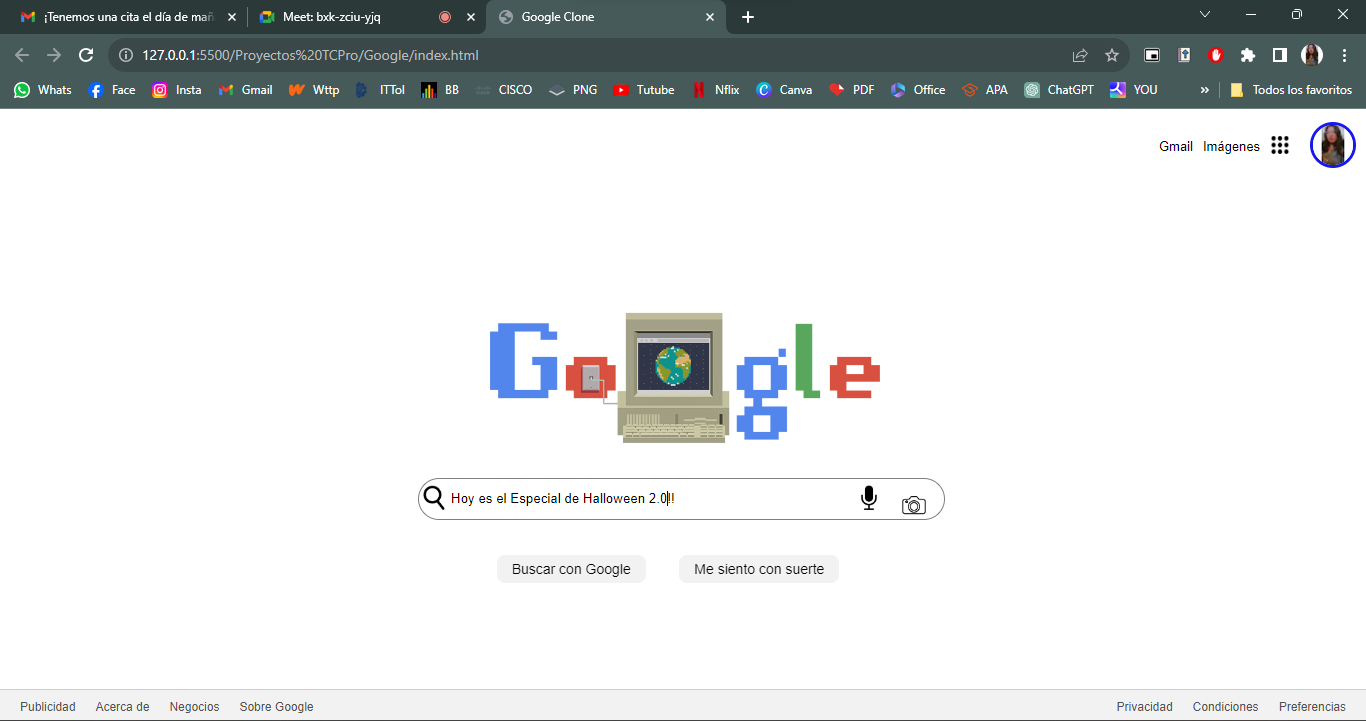 ¡Tenemos una cita el día de mañ
Meet: bxk-zciu-yjq
Google Clone
127.0.0.1:5500/Proyectos%20TCPro/Google/index.html
Whats Face Insta Gmail Wttp ITTol BB CISCO PNG Tutube Nflix Canva PDF Office APA ChatGPT YOU » Todos los favoritos
Gmail Imágenes
Google
Hoy es el Especial de Halloween 2.0!!
Buscar con Google Me siento con suerte
Publicidad Acerca de Negocios Sobre Google Privacidad Condiciones Preferencias